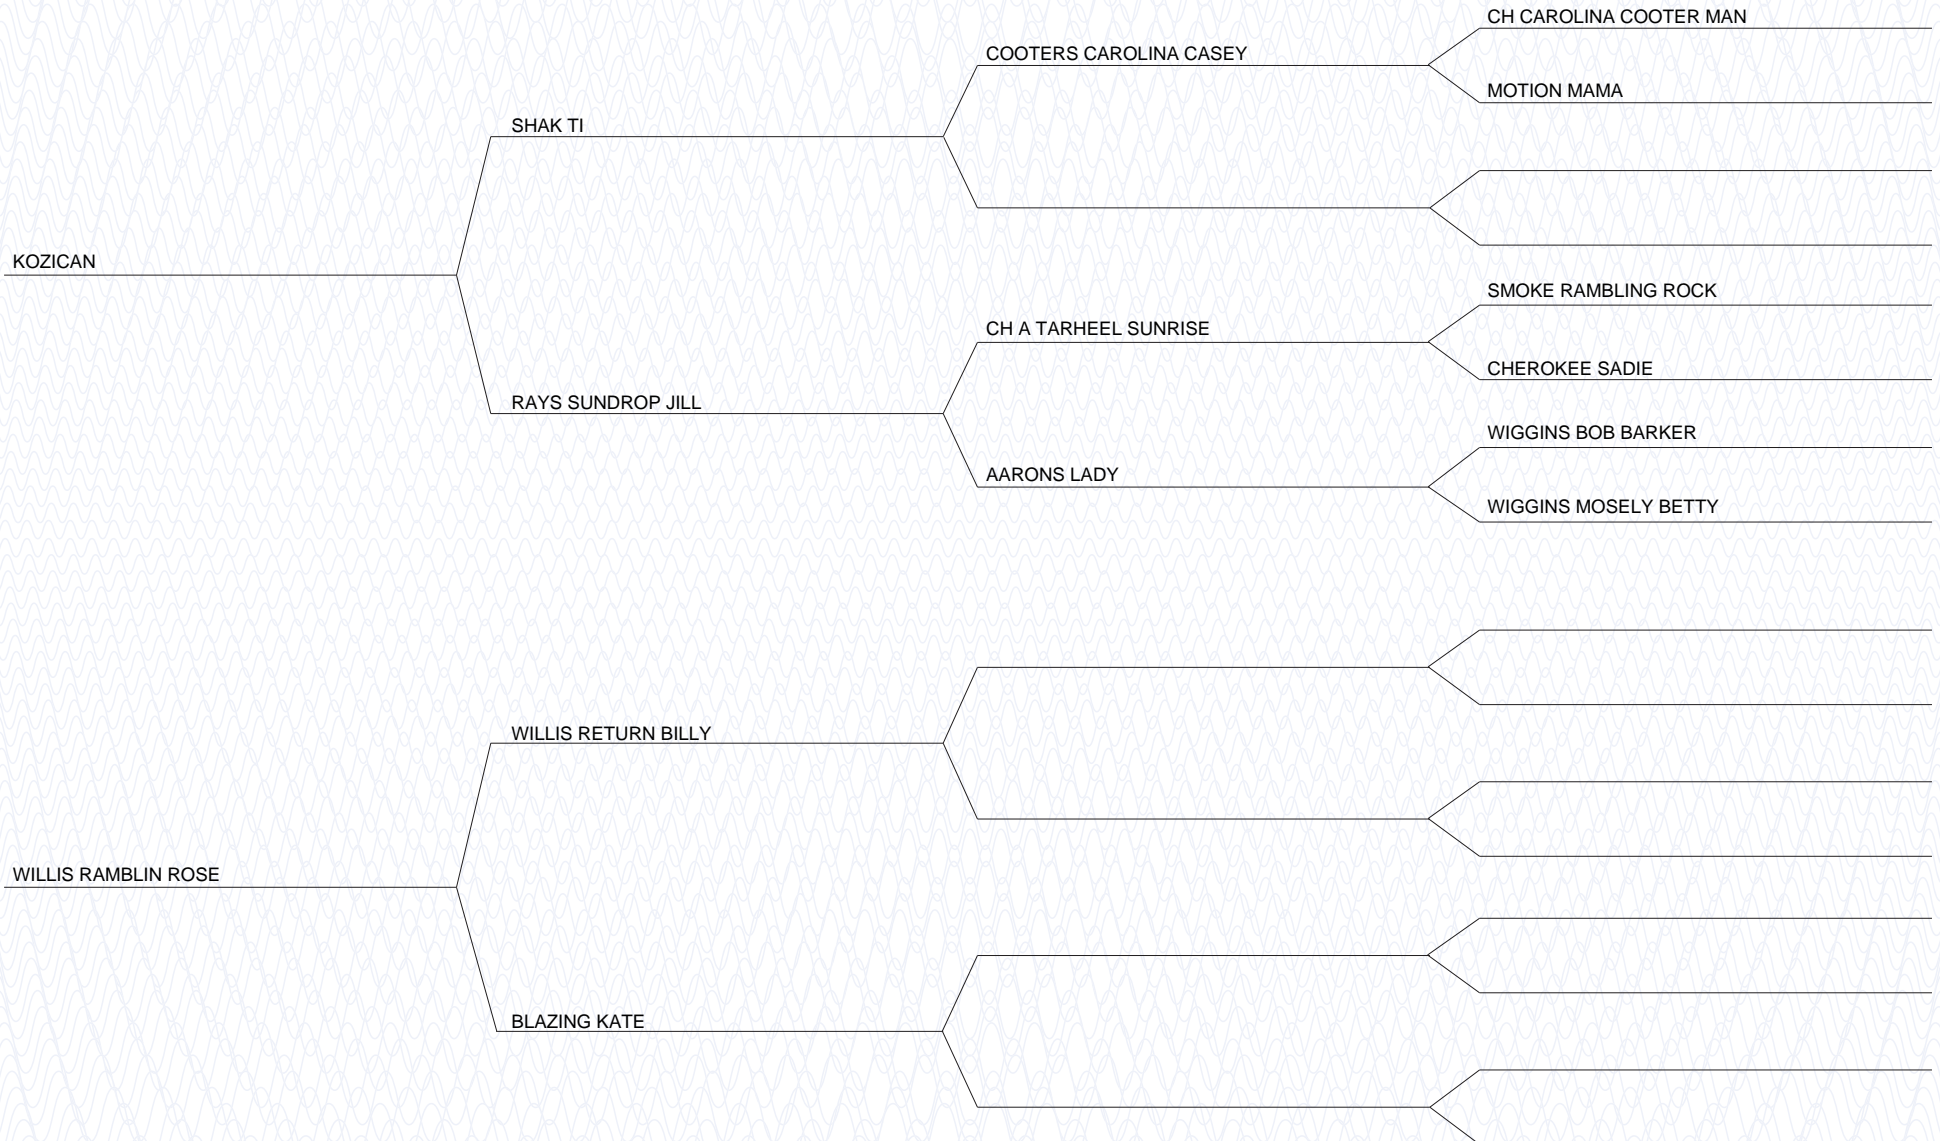 CH CAROLINA COOTER MAN
COOTERS CAROLINA CASEY
MOTION MAMA
SHAK TI
KOZICAN
SMOKE RAMBLING ROCK
CH A TARHEEL SUNRISE
CHEROKEE SADIE
RAYS SUNDROP JILL
WIGGINS BOB BARKER
AARONS LADY
WIGGINS MOSELY BETTY
WILLIS RETURN BILLY
WILLIS RAMBLIN ROSE
BLAZING KATE